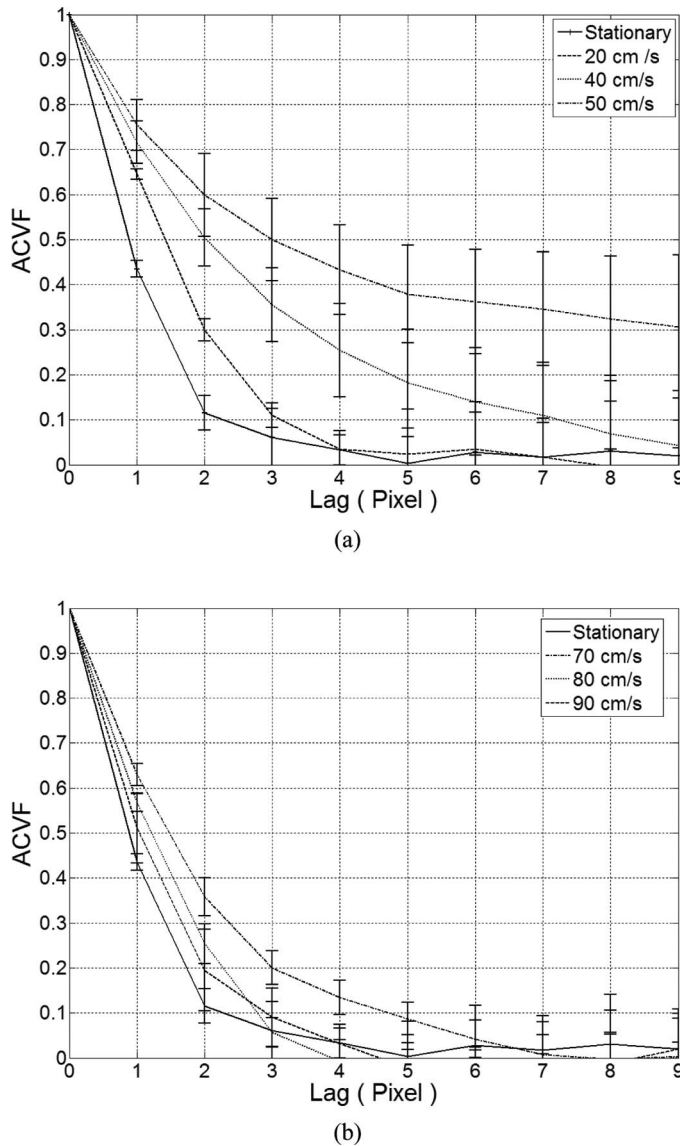 1
0.9
0.8
0.7
0.6
0.5
0.4
0.3
0.2
0.1
0
ACVF
Stationary
20 cm /s
40 cm/s
50 cm/s
0 1 2 3 4 5 6 7 8 9
Lag ( Pixel )
(a)
1
0.9
0.8
0.7
0.6
0.5
0.4
0.3
0.2
0.1
0
ACVF
Stationary
70 cm/s
80 cm/s
90 cm/s
0 1 2 3 4 5 6 7 8 9
Lag ( Pixel )
(b)